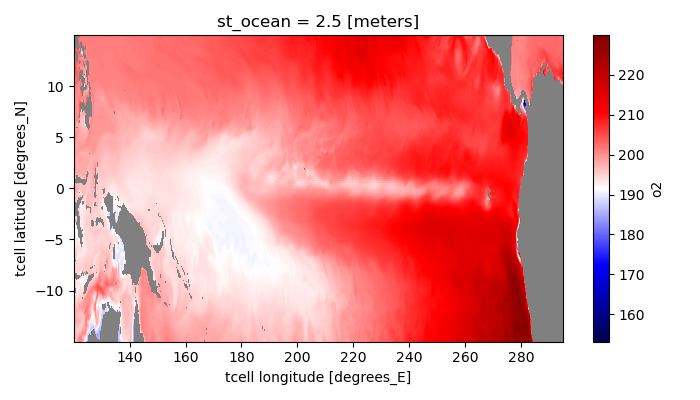 st_ocean = 2.5 [meters]
10
5
0
−5
−10
tcell latitude [degrees_N]
140 160 180 200 220 240 260 280
tcell longitude [degrees_E]
220
210
200
190
180
170
160
o2